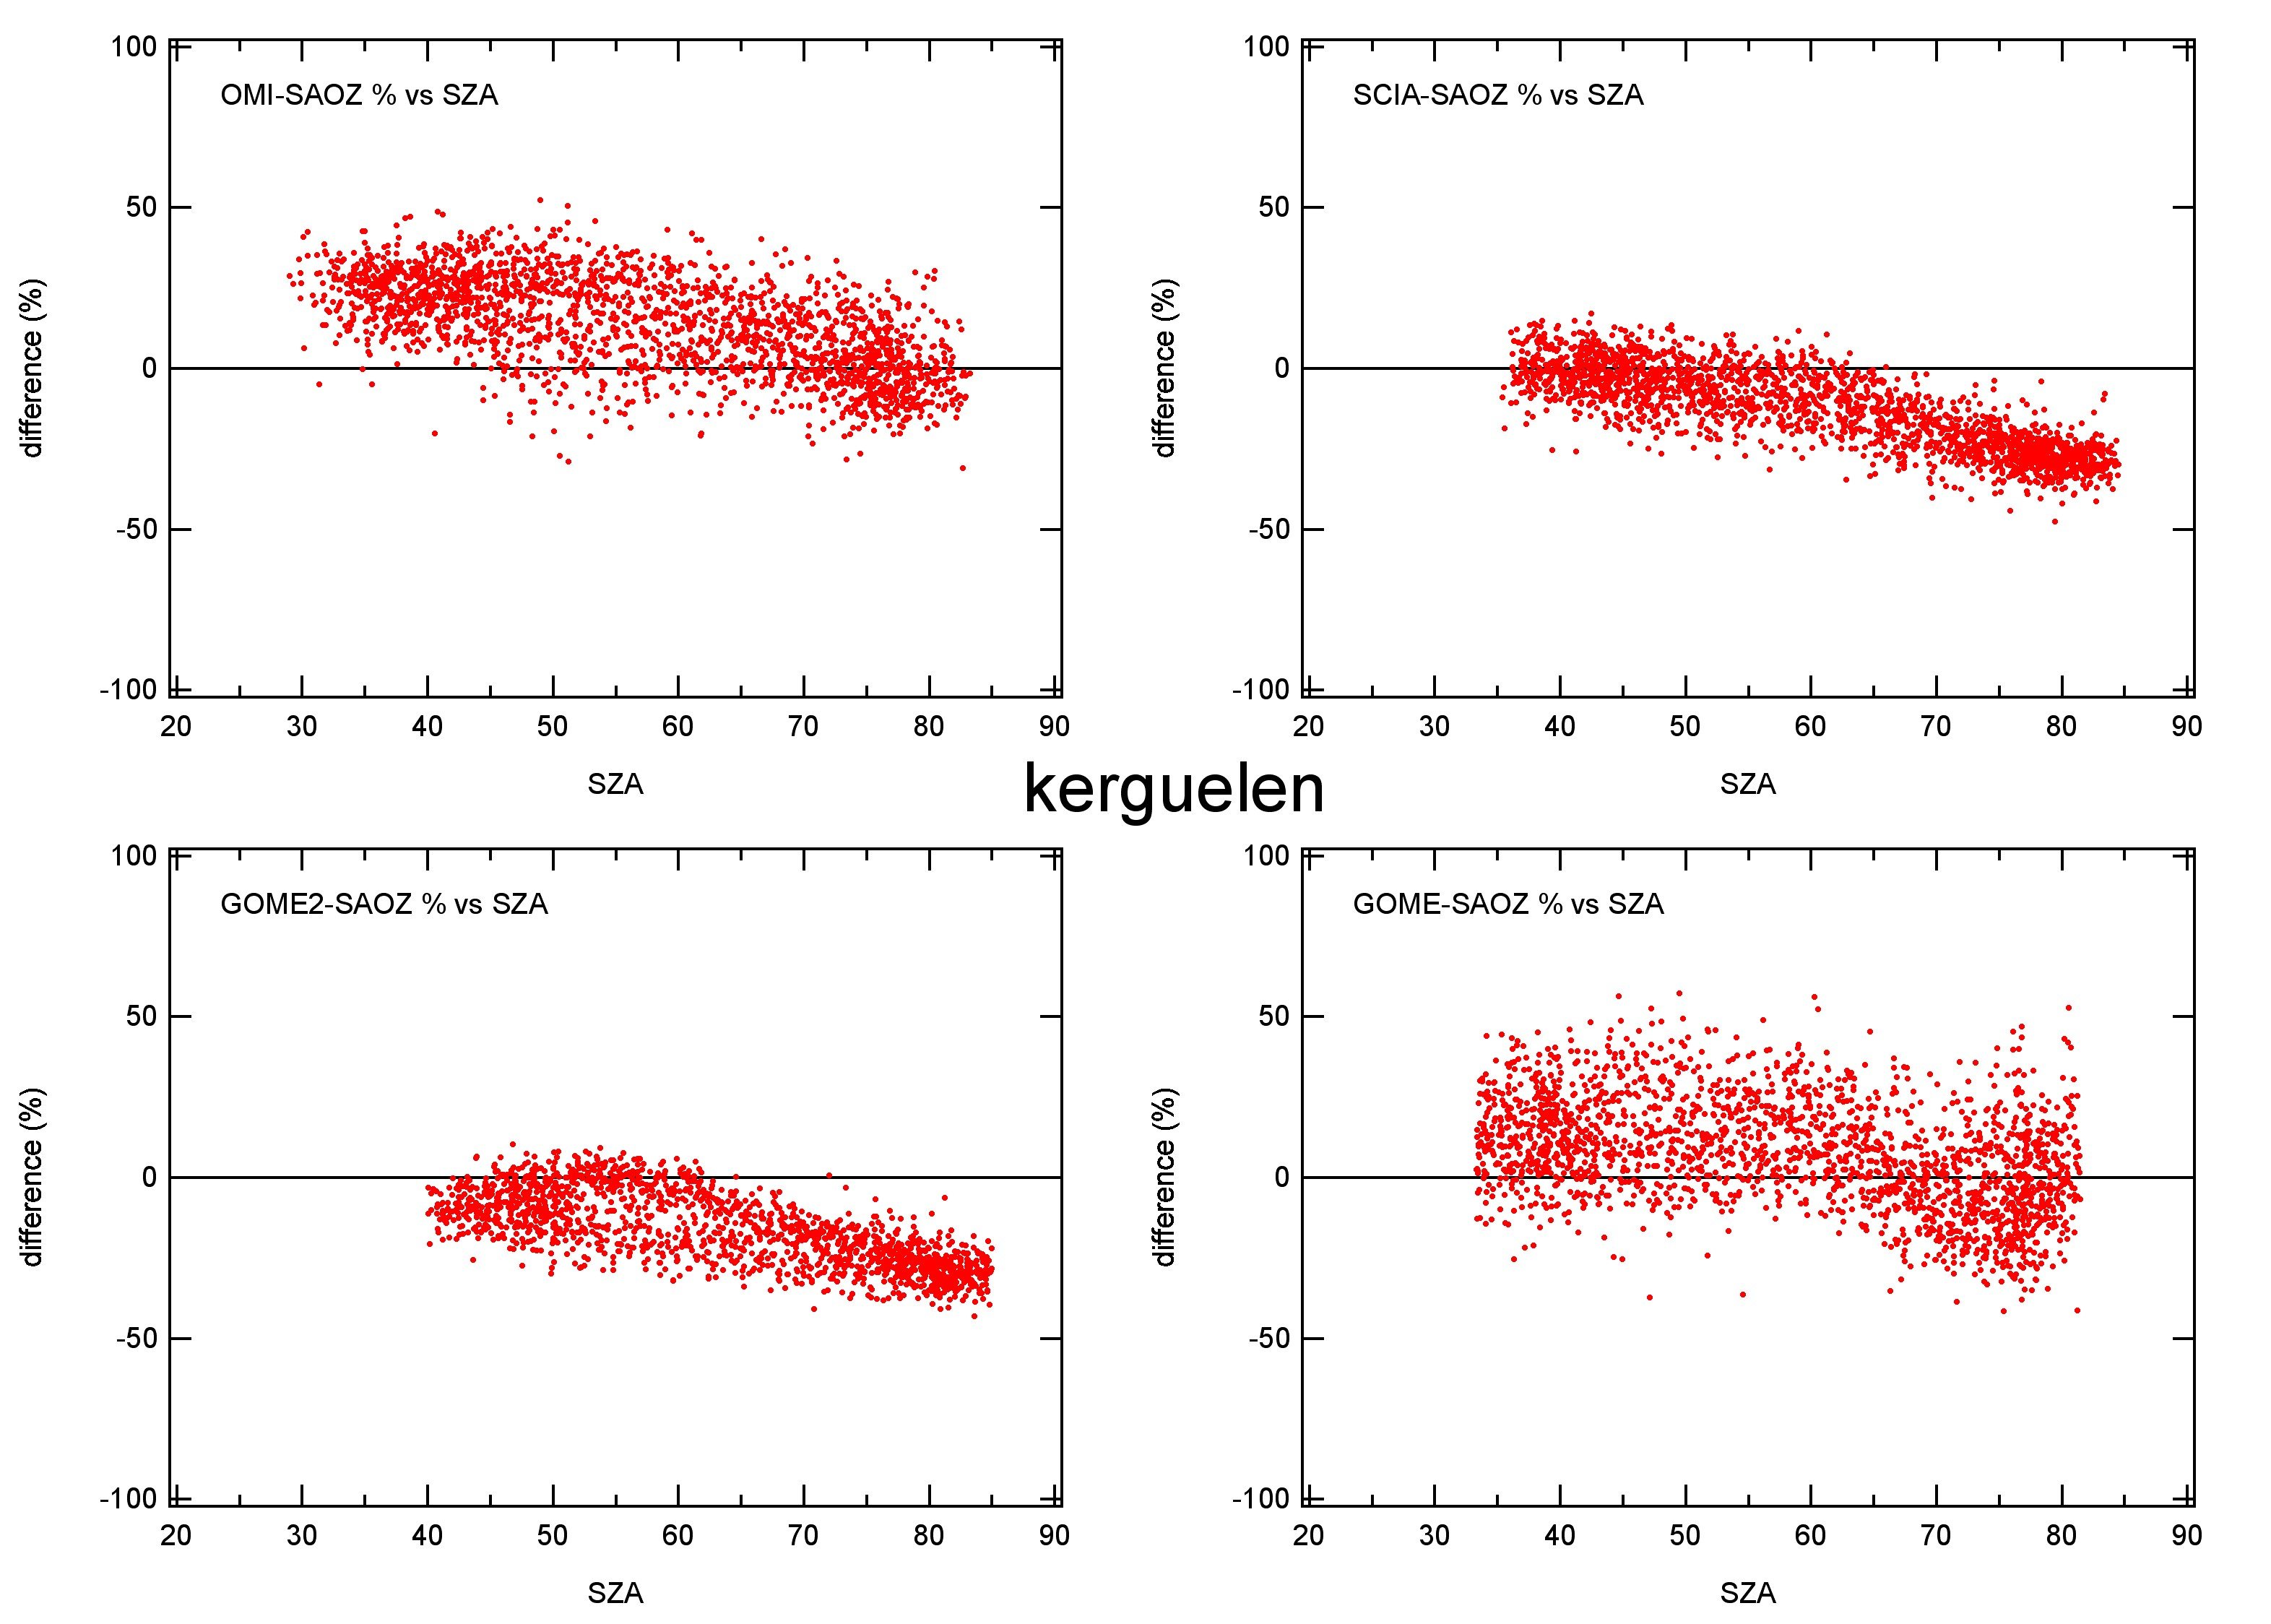 100
OMI-SAOZ % vs SZA
50
0
-50
-100
difference (%)
20 30 40 50 60 70 80 90
SZA
100
SCIA-SAOZ % vs SZA
50
0
-50
-100
difference (%)
20 30 40 50 60 70 80 90
SZA
kerguelen
100
GOME2-SAOZ % vs SZA
50
0
-50
-100
difference (%)
20 30 40 50 60 70 80 90
SZA
100
GOME-SAOZ % vs SZA
50
0
-50
-100
difference (%)
20 30 40 50 60 70 80 90
SZA